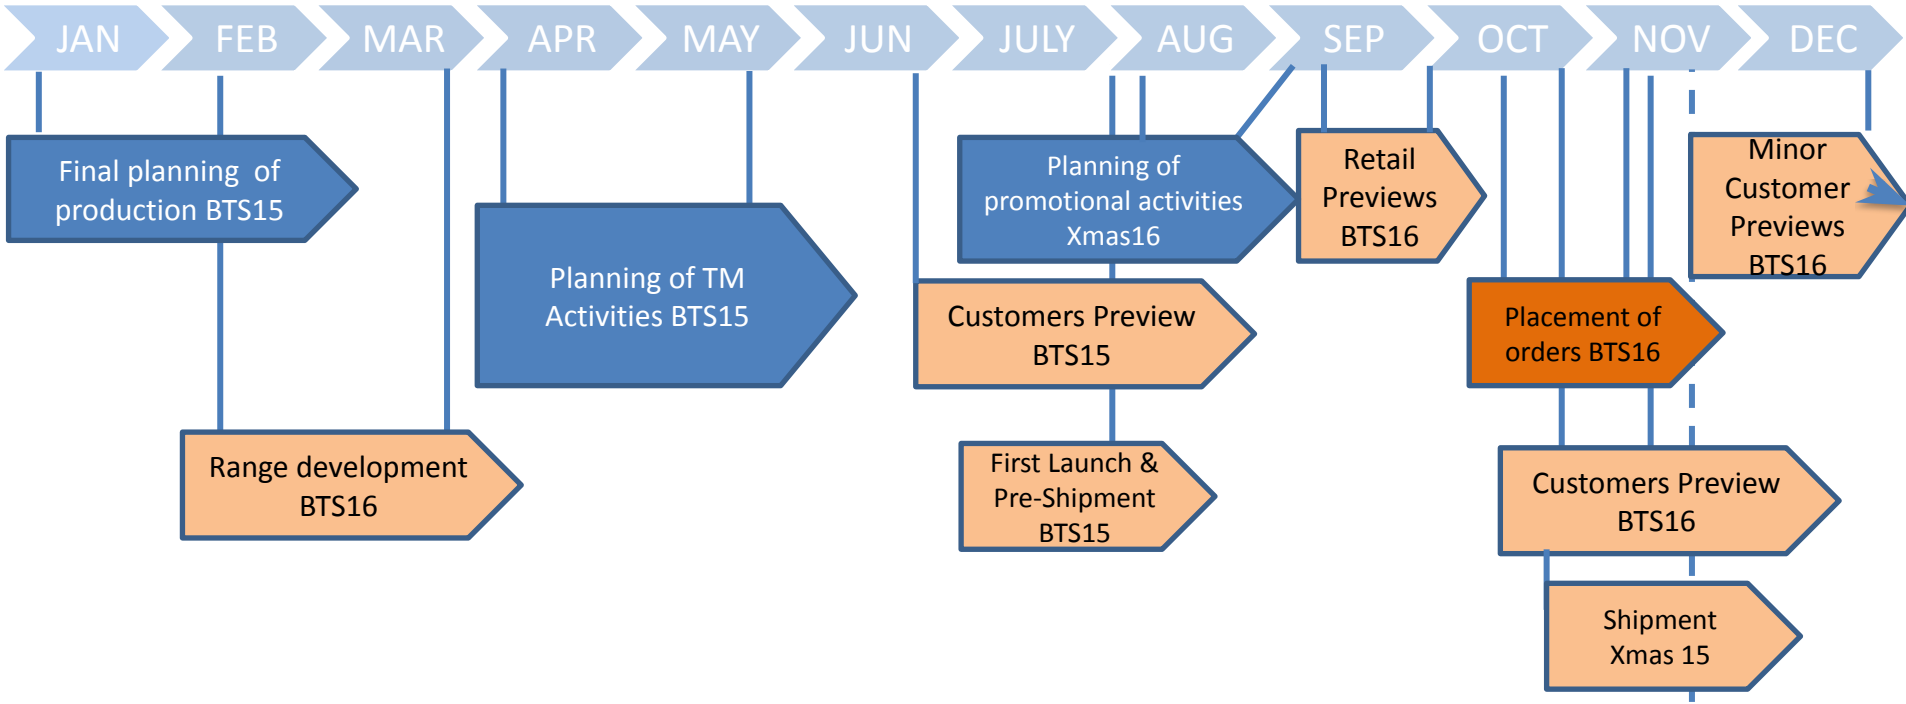 JAN
FEB
MAR
APR
MAY
JUN
JULY
AUG
SEP
OCT
NOV
DEC
Final planning of
production BTS15
Range development
BTS16
Planning of TM
Activities BTS15
Planning of
promotional activities
Xmas16
Customers Preview
BTS15
First Launch &
Pre-Shipment
BTS15
Retail
Previews
BTS16
Placement of
orders BTS16
Customers Preview
BTS16
Shipment
Xmas 15
Minor
Customer
Previews
BTS16